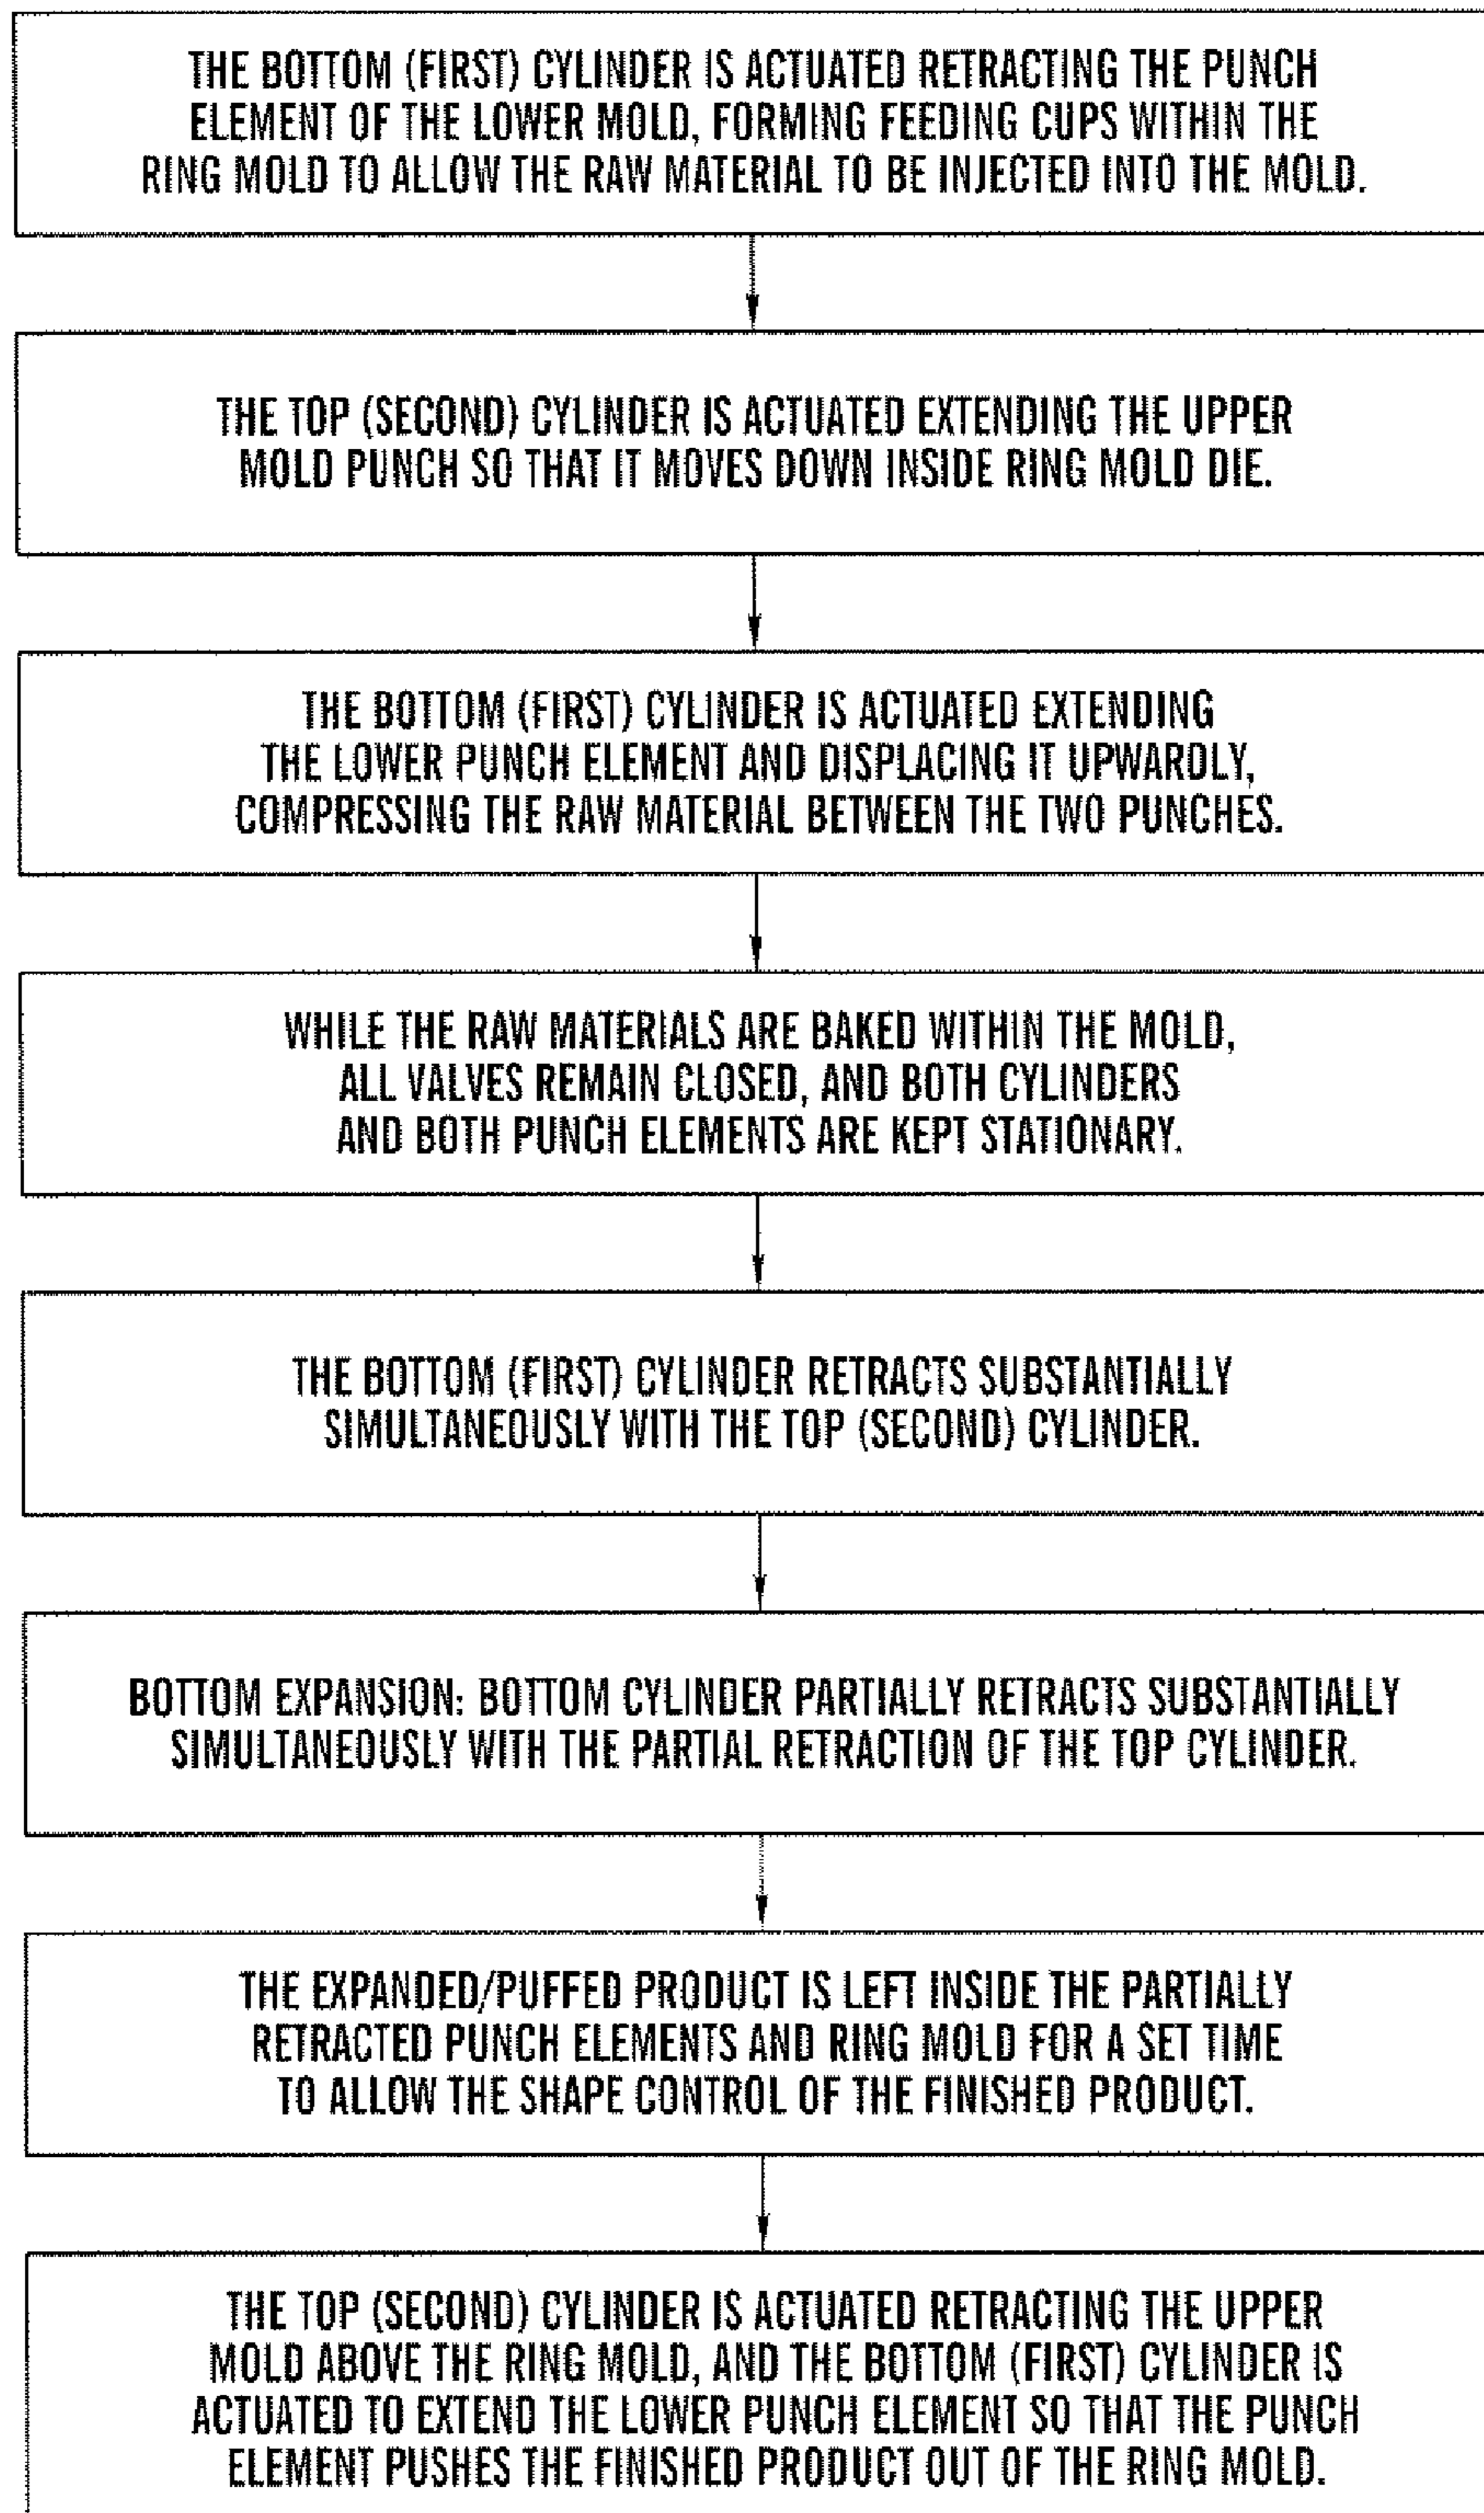 THE BOTTOM (FIRST) CYLINDER IS ACTUATED RETRACTING THE PUNCH
ELEMENT OF THE LOWER MOLD, FORMING FEEDING CUPS WITHIN THE
RING MOLD TO ALLOW THE RAW MATERIAL TO BE INJECTED INTO THE MOLD.
THE TOP (SECOND) CYLINDER IS ACTUATED EXTENDING THE UPPER
MOLD PUNCH SO THAT IT MOVES DOWN INSIDE RING MOLD DIE.
THE BOTTOM (FIRST) CYLINDER IS ACTUATED EXTENDING
THE LOWER PUNCH ELEMENT AND DISPLACING IT UPWARDLY,
COMPRESSING THE RAW MATERIAL BETWEEN THE TWO PUNCHES.
WHILE THE RAW MATERIALS ARE BAKED WITHIN THE MOLD,
ALL VALVES REMAIN CLOSED, AND BOTH CYLINDERS
AND BOTH PUNCH ELEMENTS ARE KEPT STATIONARY.
THE BOTTOM (FIRST) CYLINDER RETRACTS SUBSTANTIALLY
SIMULTANEOUSLY WITH THE TOP (SECOND) CYLINDER.
BOTTOM EXPANSION: BOTTOM CYLINDER PARTIALLY RETRACTS SUBSTANTIALLY
SIMULTANEOUSLY WITH THE PARTIAL RETRACTION OF THE TOP CYLINDER.
THE EXPANDED/PUFFED PRODUCT IS LEFT INSIDE THE PARTIALLY
RETRACTED PUNCH ELEMENTS AND RING MOLD FOR A SET TIME
TO ALLOW THE SHAPE CONTROL OF THE FINISHED PRODUCT.
THE TOP (SECOND) CYLINDER IS ACTUATED RETRACTING THE UPPER
MOLD ABOVE THE RING MOLD, AND THE BOTTOM (FIRST) CYLINDER IS
ACTUATED TO EXTEND THE LOWER PUNCH ELEMENT SO THAT THE PUNCH
ELEMENT PUSHES THE FINISHED PRODUCT OUT OF THE RING MOLD.